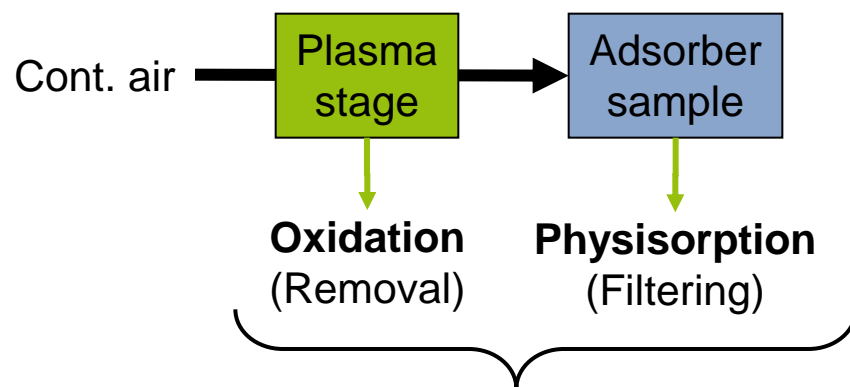 Cont. air
Plasma
stage
Adsorber
sample
Oxidation
(Removal)
Physisorption
(Filtering)